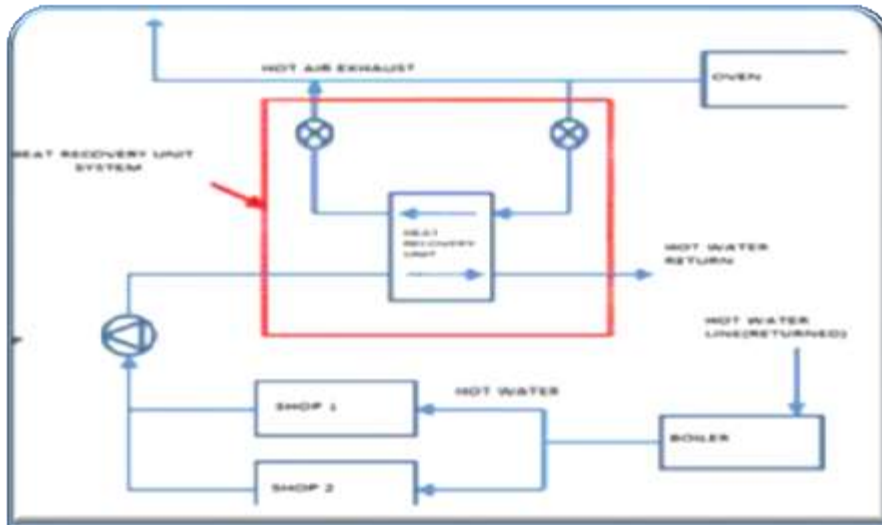 HOT AIR EXHAUST
OVEN
HEAT RECOVERY UNIT
SYSTEM
HEAT
RECOVERY
UNIT
HOT WATER
RETURN
HOT WATER
LINE(RETURNED)
HOT WATER
SHOP 1
BOILER
SHOP 2